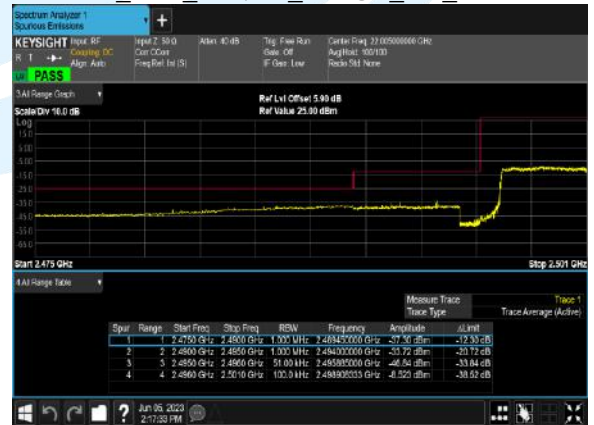 Spectrum Analyzer 1
Spurious Emissions
+
KEYSIGHT Input: RF
Coupling: DC
Align: Auto
R T
Input Z: 50 Ω
Corr CCorr
Freq Ref: Int (S)
Atten: 40 dB
Trig: Free Run
Gate: Off
IF Gain: Low
Center Freq: 22.005000000 GHz
Avg|Hold: 100/100
Radio Std: None
PASS
3 All Range Graph
Scale/Div 10.0 dB
Ref Lvl Offset 5.90 dB
Ref Value 25.00 dBm
Log
15.0
5.00
-5.00
-15.0
-25.0
-35.0
-45.0
-55.0
-65.0
Start 2.475 GHz
Stop 2.501 GHz
4 All Range Table
Measure Trace Trace 1
Trace Type Trace Average (Active)
Spur Range Start Freq Stop Freq RBW Frequency Amplitude ΔLimit
1 1 2.4750 GHz 2.4900 GHz 1.000 MHz 2.489450000 GHz -37.30 dBm -12.30 dB
2 2 2.4900 GHz 2.4950 GHz 1.000 MHz 2.494000000 GHz -33.72 dBm -20.72 dB
3 3 2.4950 GHz 2.4960 GHz 51.00 kHz 2.495885000 GHz -46.84 dBm -33.84 dB
4 4 2.4960 GHz 2.5010 GHz 100.0 kHz 2.498908333 GHz -8.523 dBm -38.52 dB
?
Jun 05, 2023
2:17:33 PM